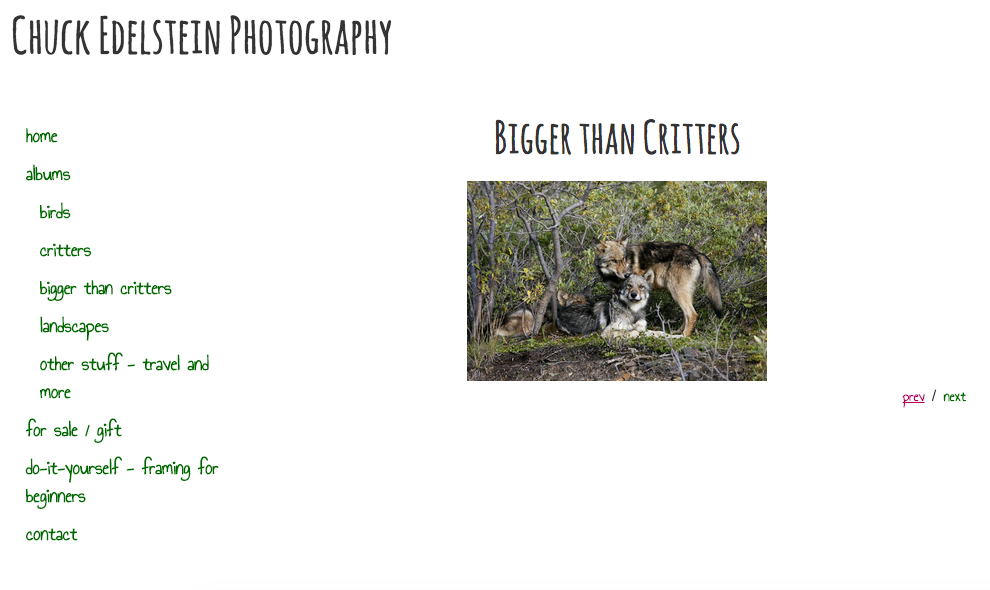 Chuck Edelstein Photography
home
albums
birds
critters
bigger than critters
landscapes
other stuff - travel and
more
for sale / gift
do-it-yourself - framing for
beginners
contact
Bigger than Critters
prev / next